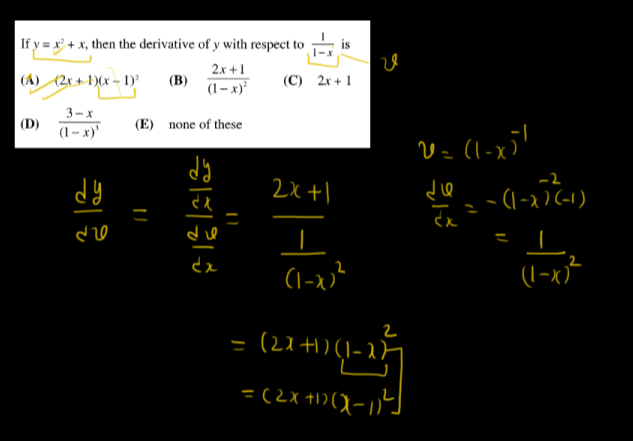 If y = x² + x, then the derivative of y with respect to 1/(1−x) is
(A) (2x + 1)(x − 1)² (B) (2x+1)/(1−x)² (C) 2x + 1
(D) (3−x)/(1−x)³ (E) none of these
v
v = (1-x)^-1
dv/dx = -(1-x)^-2 (-1)
= 1/(1-x)²
dy/dv = (dy/dx)/(dv/dx) = (2x+1)/(1/(1-x)²)
= (2x+1)(1-x)²
= (2x+1)(x-1)²